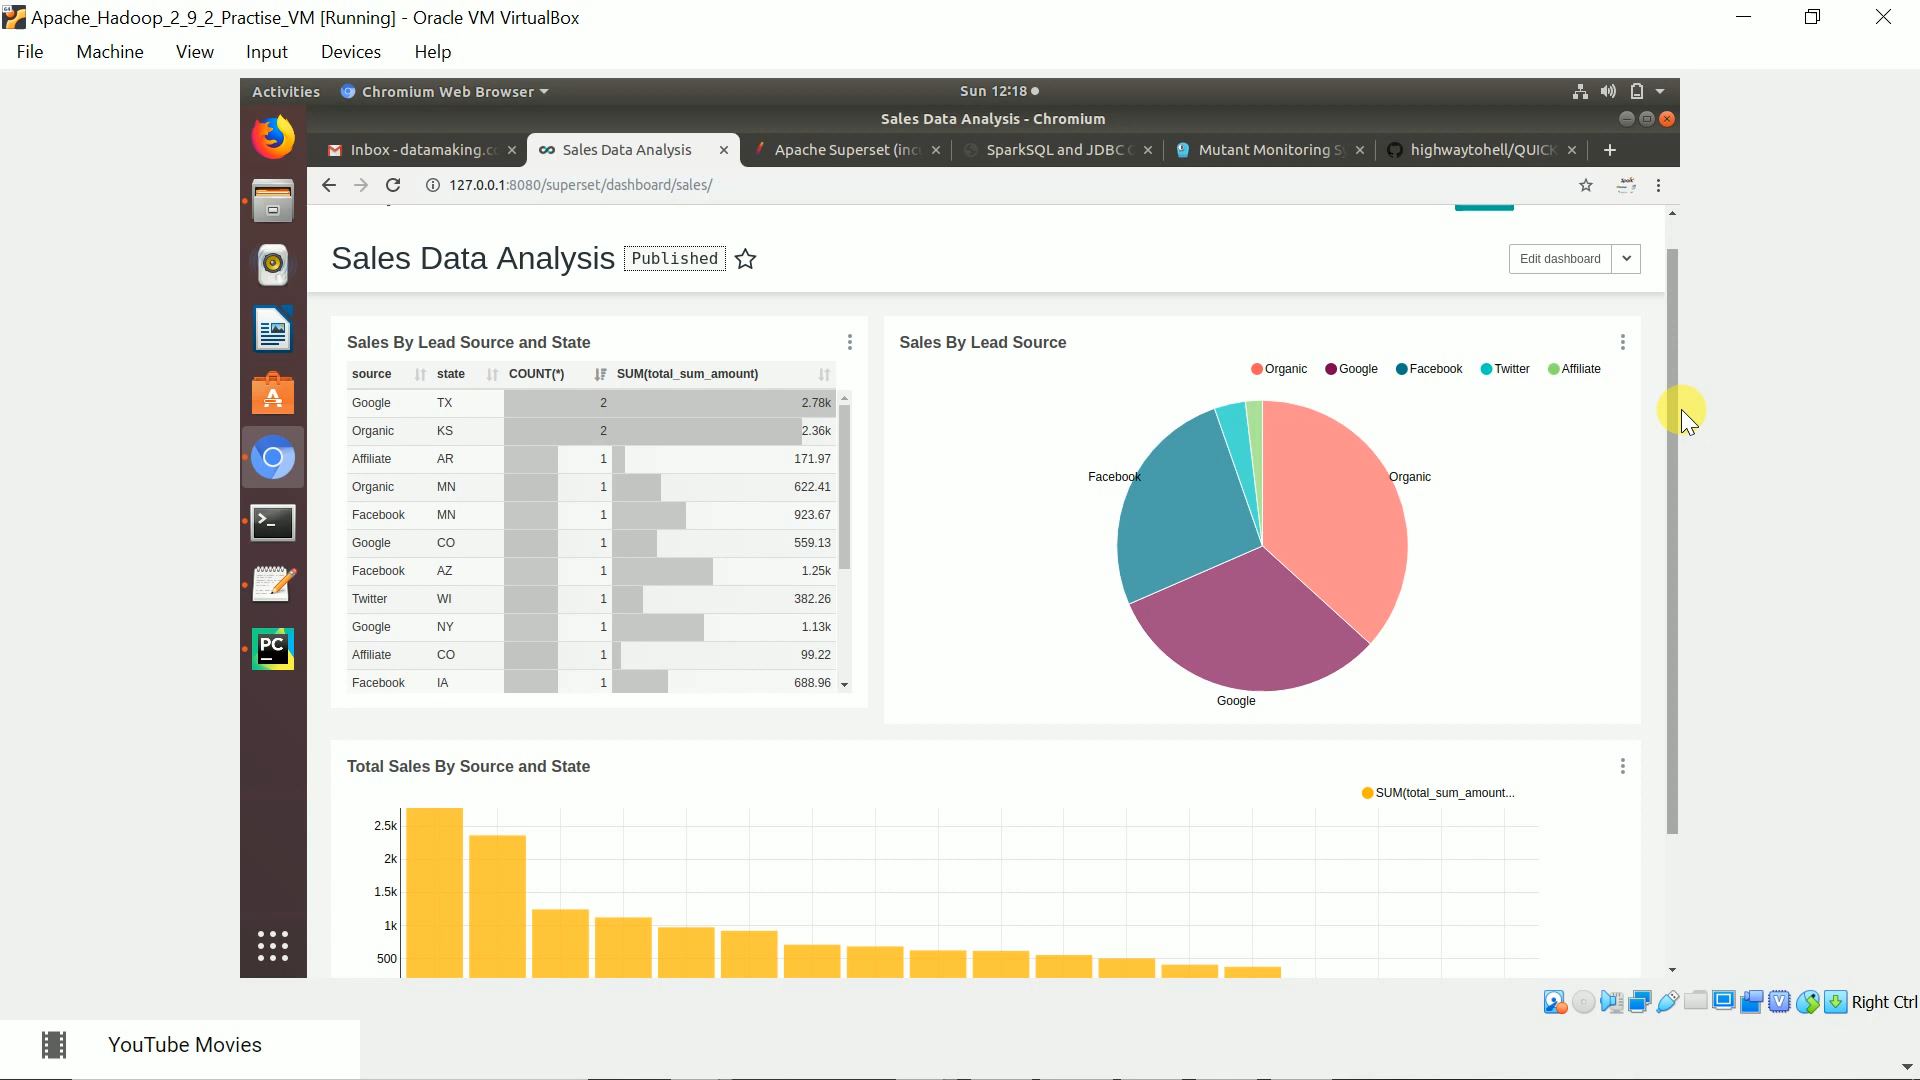 Apache_Hadoop_2_9_2_Practise_VM [Running] - Oracle VM VirtualBox
File Machine View Input Devices Help
Activities Chromium Web Browser Sun 12:18
Sales Data Analysis - Chromium
Inbox - datamaking.c Sales Data Analysis Apache Superset (inc SparkSQL and JDBC Mutant Monitoring S highwaytohell/QUICK
127.0.0.1:8080/superset/dashboard/sales/
Sales Data Analysis Published Edit dashboard
Sales By Lead Source and State
source state COUNT(*) SUM(total_sum_amount)
Google TX 2 2.78k
Organic KS 2 2.36k
Affiliate AR 1 171.97
Organic MN 1 622.41
Facebook MN 1 923.67
Google CO 1 559.13
Facebook AZ 1 1.25k
Twitter WI 1 382.26
Google NY 1 1.13k
Affiliate CO 1 99.22
Facebook IA 1 688.96
Sales By Lead Source
Organic Google Facebook Twitter Affiliate
Facebook
Organic
Google
Total Sales By Source and State
SUM(total_sum_amount...
2.5k
2k
1.5k
1k
500
PC
Right Ctrl
YouTube Movies